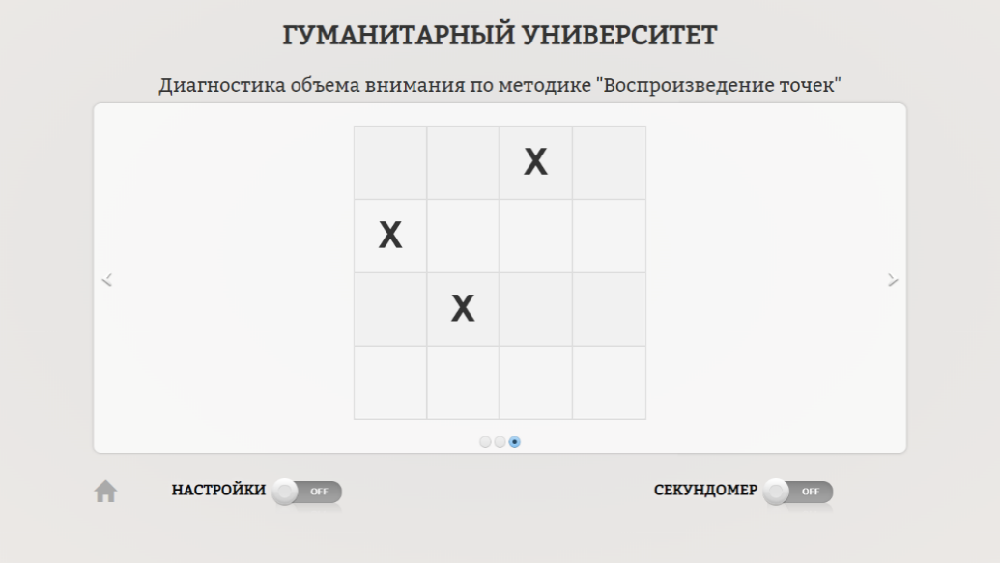 ГУМАНИТАРНЫЙ УНИВЕРСИТЕТ
Диагностика объема внимания по методике "Воспроизведение точек"
X
X
X
НАСТРОЙКИ OFF СЕКУНДОМЕР OFF